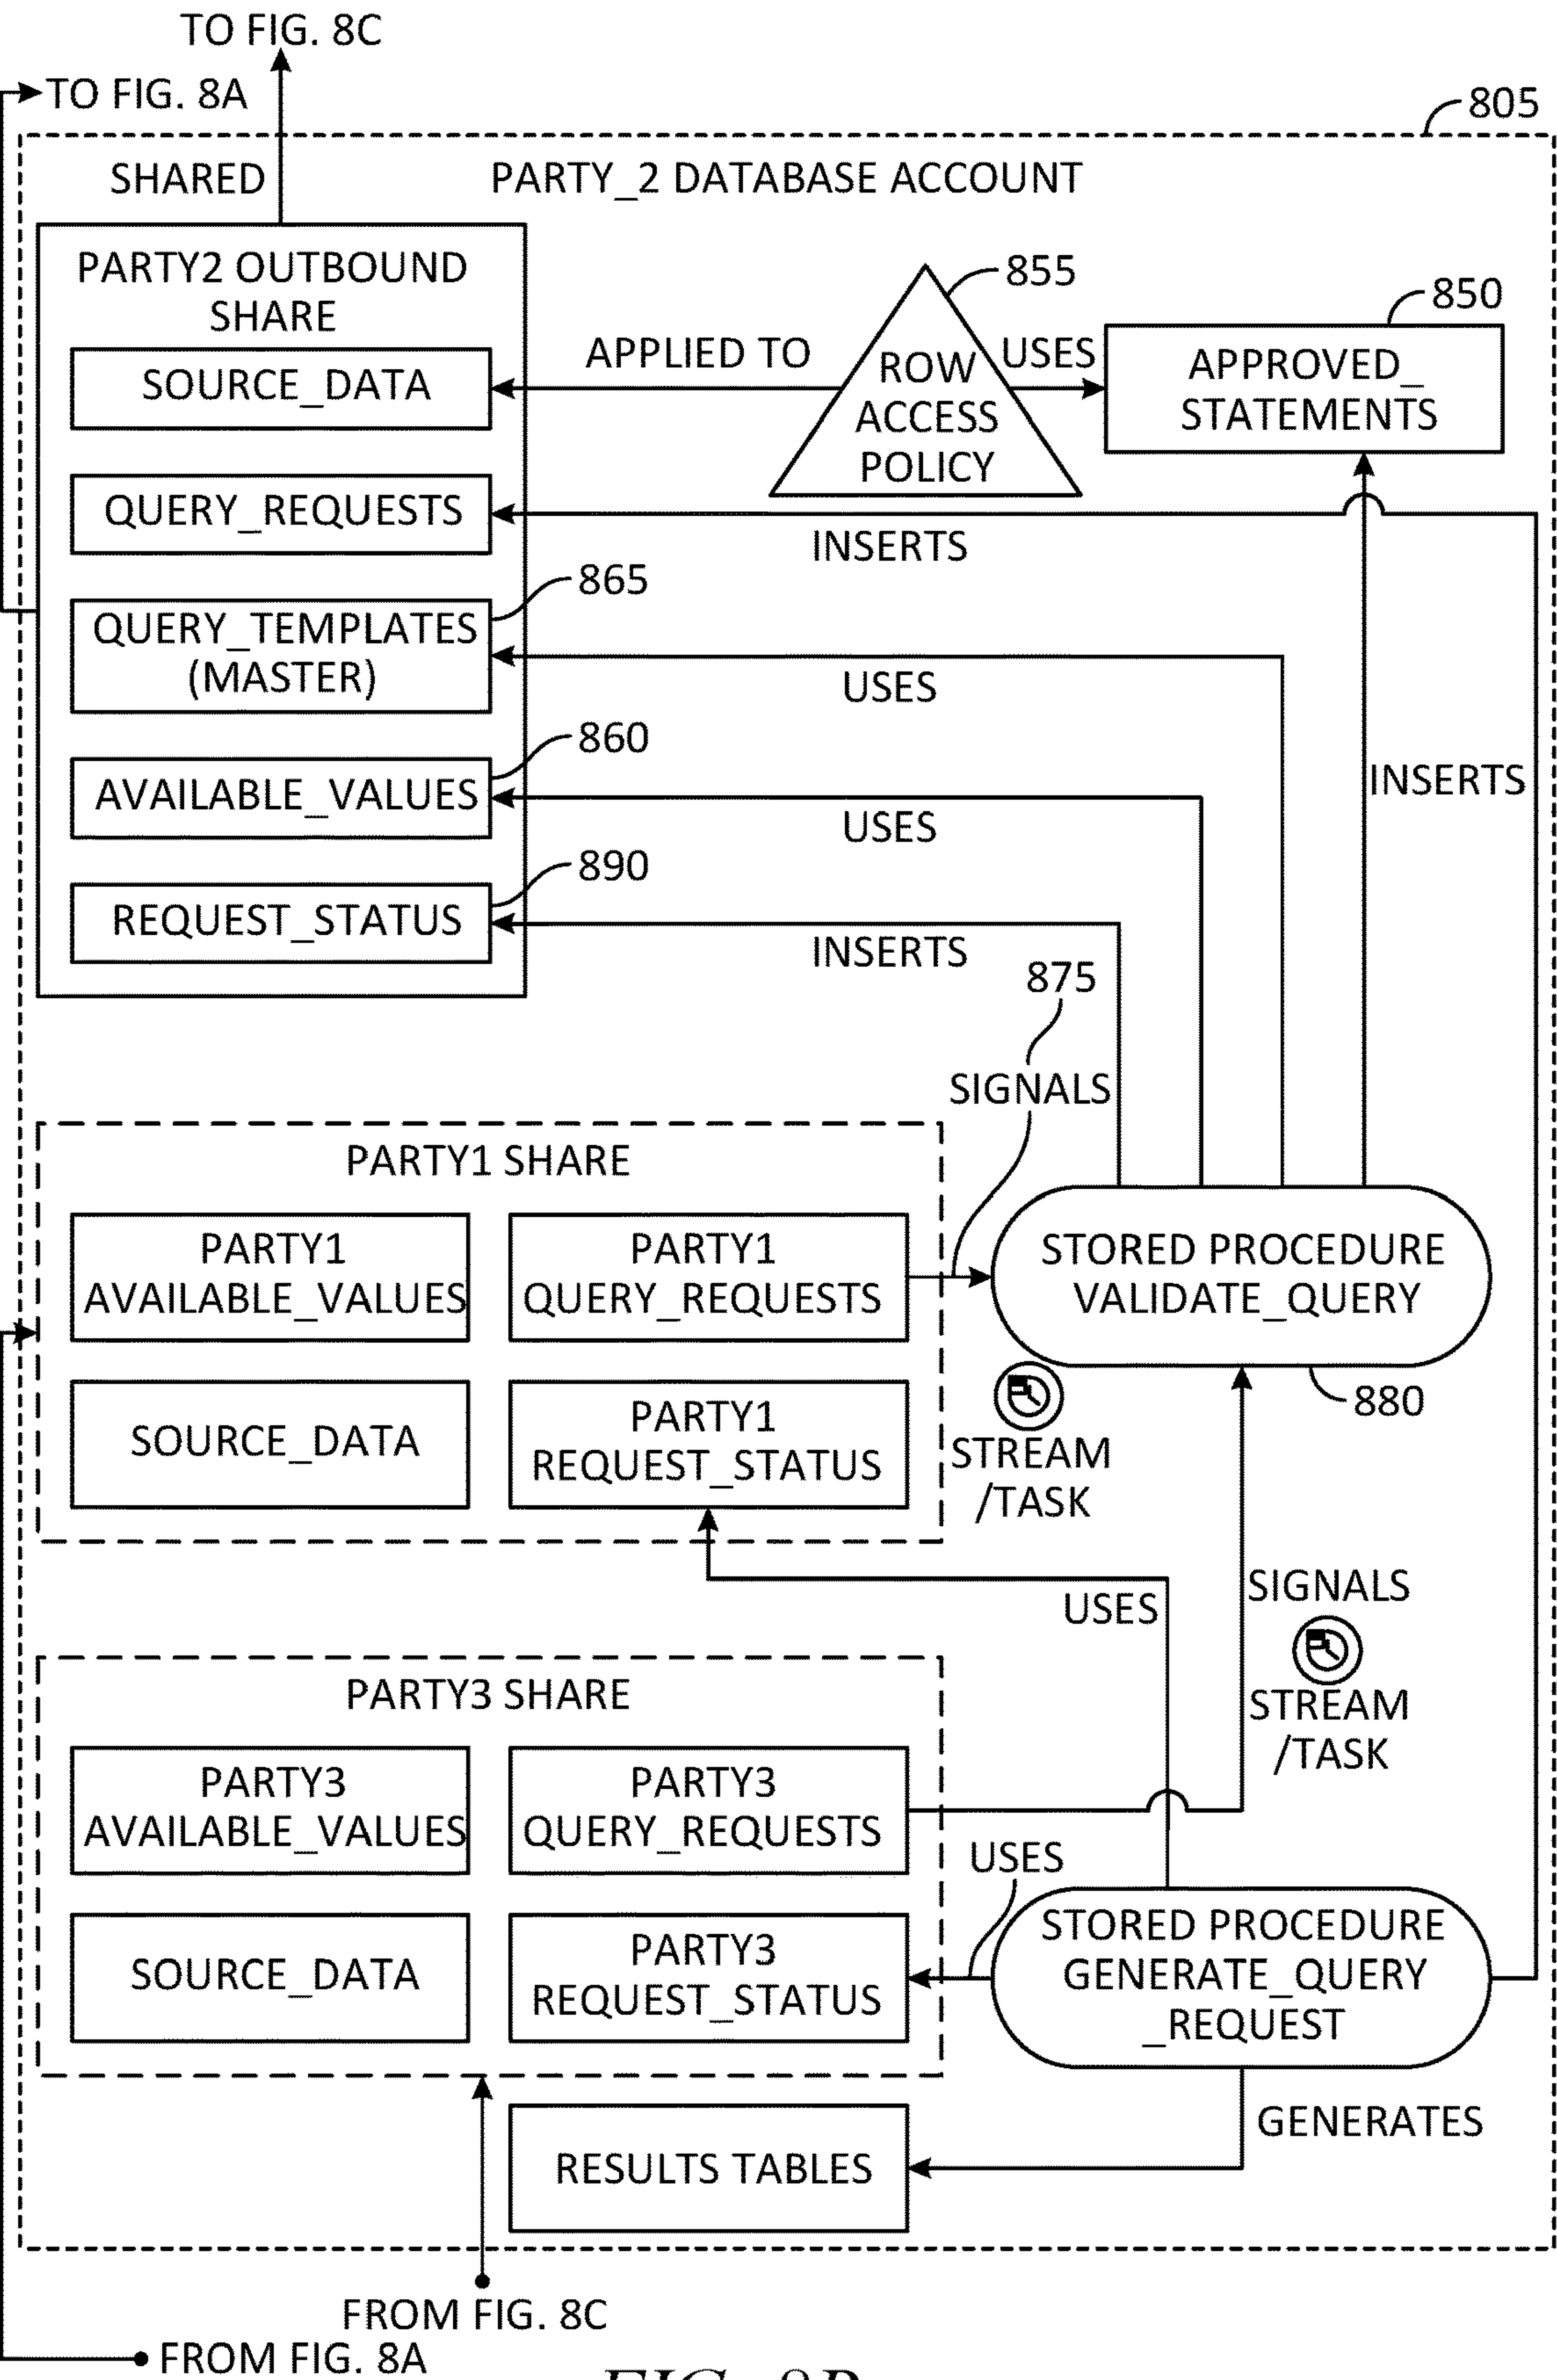 TO FIG. 8C
TO FIG. 8A
805
SHARED
PARTY_2 DATABASE ACCOUNT
PARTY2 OUTBOUND
SHARE
855
850
SOURCE_DATA
APPLIED TO
ROW
ACCESS
POLICY
USES
APPROVED_
STATEMENTS
QUERY_REQUESTS
INSERTS
865
QUERY_TEMPLATES
(MASTER)
USES
860
AVAILABLE_VALUES
USES
INSERTS
890
REQUEST_STATUS
INSERTS
875
SIGNALS
PARTY1 SHARE
PARTY1
AVAILABLE_VALUES
PARTY1
QUERY_REQUESTS
STORED PROCEDURE
VALIDATE_QUERY
880
SOURCE_DATA
PARTY1
REQUEST_STATUS
STREAM
/TASK
USES
SIGNALS
STREAM
/TASK
PARTY3 SHARE
PARTY3
AVAILABLE_VALUES
PARTY3
QUERY_REQUESTS
USES
SOURCE_DATA
PARTY3
REQUEST_STATUS
STORED PROCEDURE
GENERATE_QUERY
_REQUEST
GENERATES
RESULTS TABLES
FROM FIG. 8C
FROM FIG. 8A
FIG. 8B